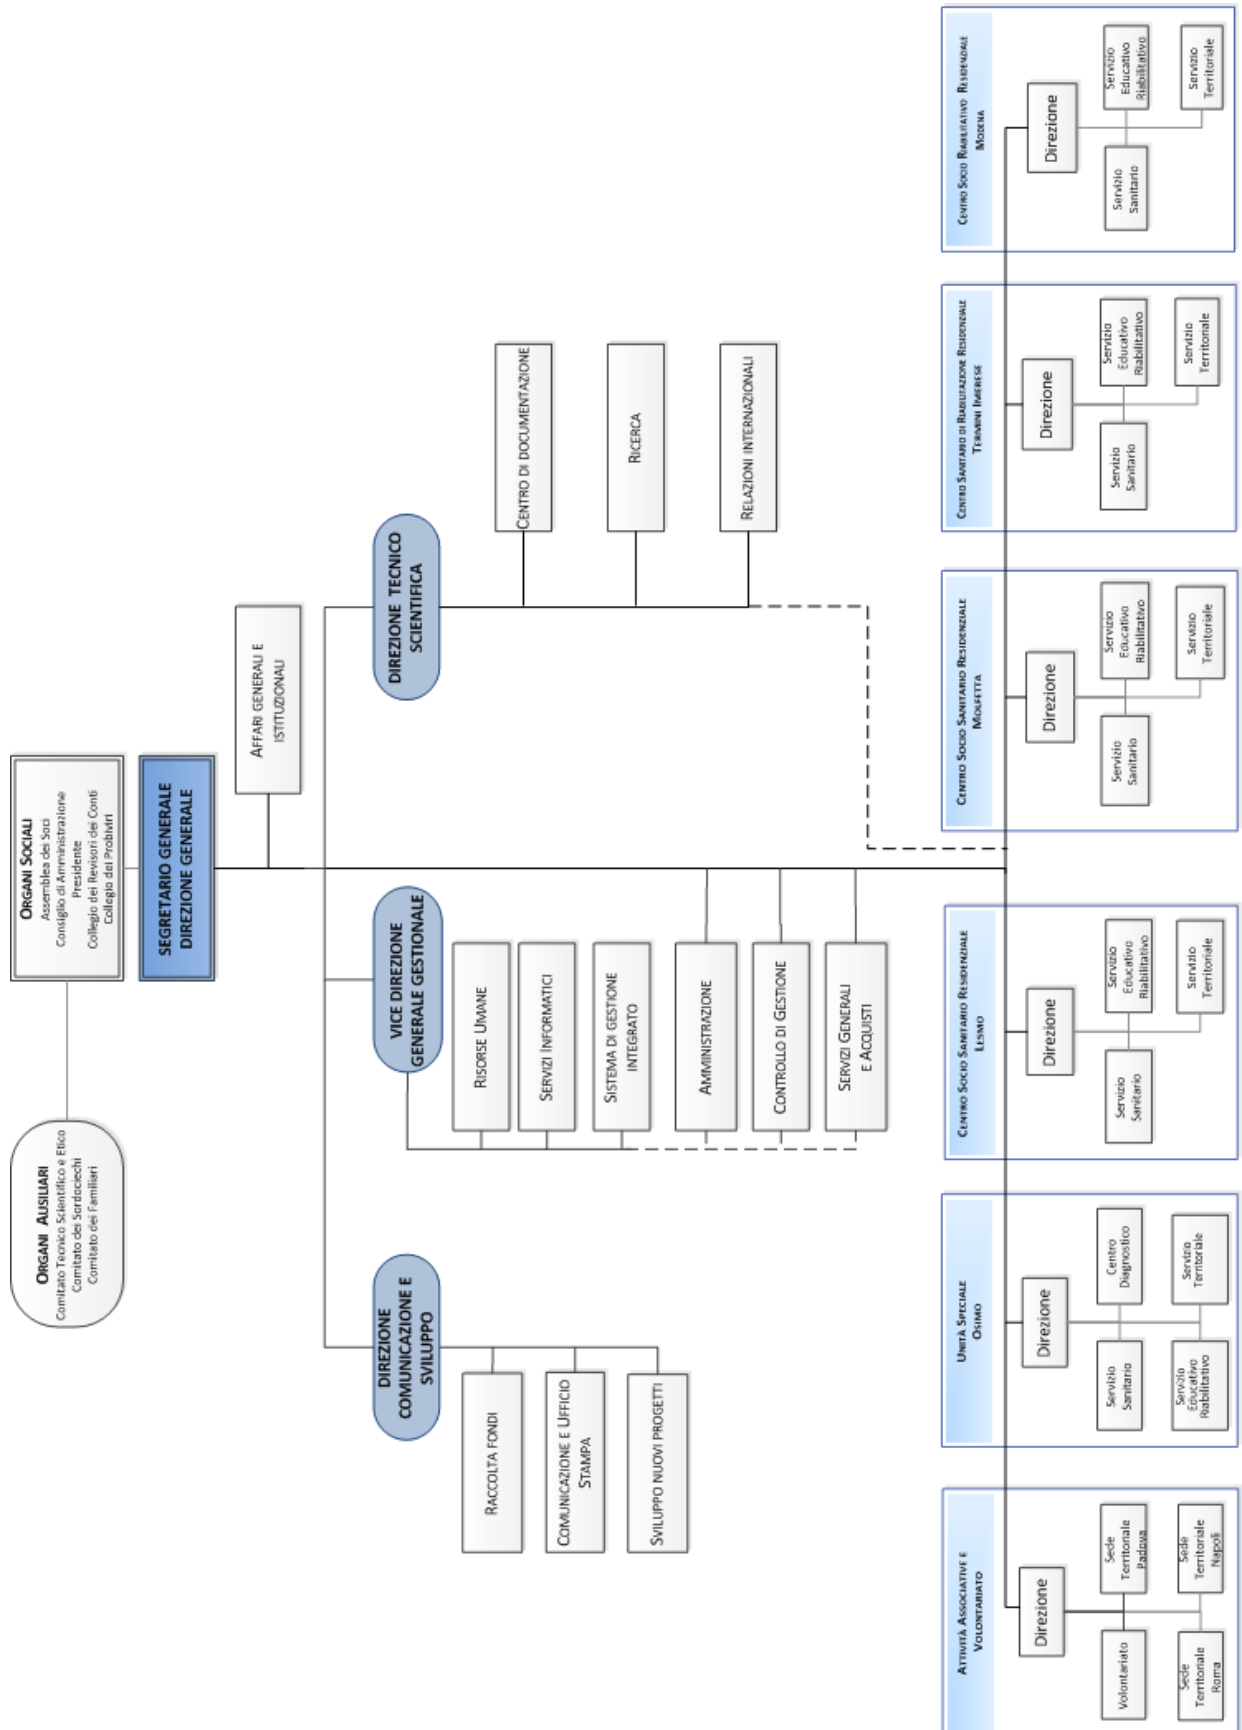 ORGANI SOCIALI
Assemblea dei Soci
Consiglio di Amministrazione
Presidente
Collegio dei Revisori dei Conti
Collegio dei Probiviri
ORGANI AUSILIARI
Comitato Tecnico Scientifico e Etico
Comitato dei Sordociechi
Comitato dei Familiari
SEGRETARIO GENERALE
DIREZIONE GENERALE
AFFARI GENERALI E
ISTITUZIONALI
DIREZIONE
COMUNICAZIONE E
SVILUPPO
RACCOLTA FONDI
COMUNICAZIONE E UFFICIO
STAMPA
SVILUPPO NUOVI PROGETTI
VICE DIREZIONE
GENERALE GESTIONALE
RISORSE UMANE
SERVIZI INFORMATICI
SISTEMA DI GESTIONE
INTEGRATO
AMMINISTRAZIONE
CONTROLLO DI GESTIONE
SERVIZI GENERALI
E ACQUISTI
DIREZIONE TECNICO
SCIENTIFICA
CENTRO DI DOCUMENTAZIONE
RICERCA
RELAZIONI INTERNAZIONALI
ATTIVITÀ ASSOCIATIVE E
VOLONTARIATO
Direzione
Volontariato
Sede
Territoriale
Padova
Sede
Territoriale
Roma
Sede
Territoriale
Napoli
UNITÀ SPECIALE
OSIMO
Direzione
Servizio
Sanitario
Centro
Diagnostico
Servizio
Educativo
Riabilitativo
Servizio
Territoriale
CENTRO SOCIO SANITARIO RESIDENZIALE
LESMO
Direzione
Servizio
Sanitario
Servizio
Educativo
Riabilitativo
Servizio
Territoriale
CENTRO SOCIO SANITARIO RESIDENZIALE
MOLFETTA
Direzione
Servizio
Sanitario
Servizio
Educativo
Riabilitativo
Servizio
Territoriale
CENTRO SANITARIO DI RIABILITAZIONE RESIDENZIALE
TERMINI IMERESE
Direzione
Servizio
Sanitario
Servizio
Educativo
Riabilitativo
Servizio
Territoriale
CENTRO SOCIO RIABILITATIVO RESIDENZIALE
MODENA
Direzione
Servizio
Sanitario
Servizio
Educativo
Riabilitativo
Servizio
Territoriale